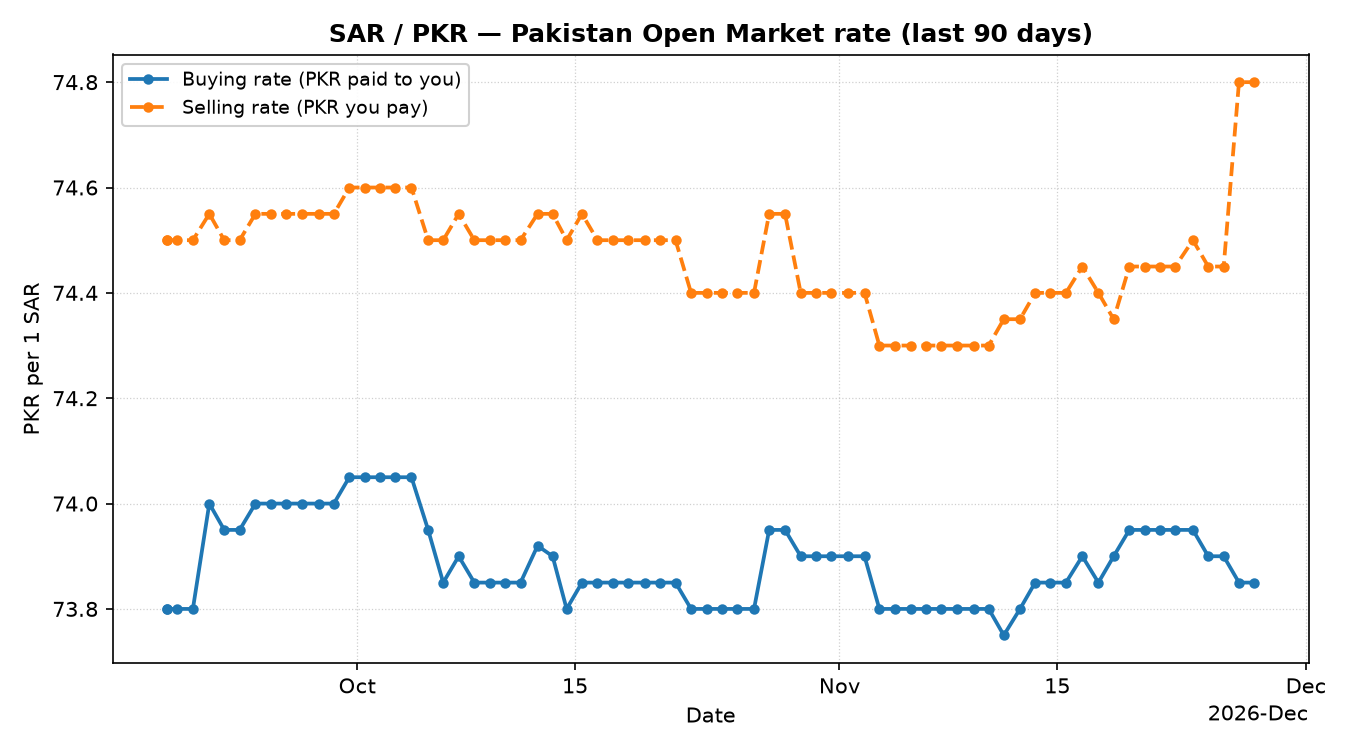 SAR / PKR — Pakistan Open Market rate (last 90 days)
Buying rate (PKR paid to you)
Selling rate (PKR you pay)
PKR per 1 SAR
74.8
74.6
74.4
74.2
74.0
73.8
Oct
15
Nov
15
Dec
Date
2026-Dec